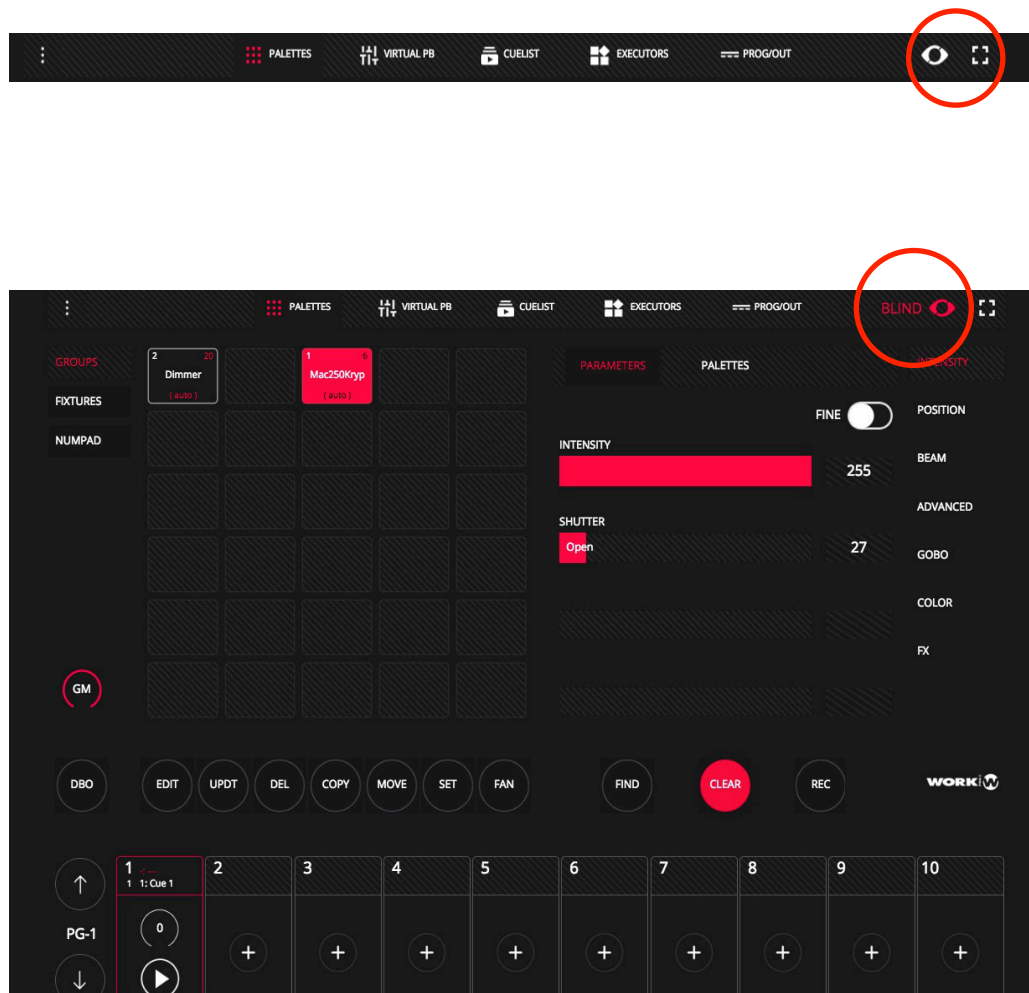 PALETTES VIRTUAL PB CUELIST EXECUTORS PROG/OUT
PALETTES VIRTUAL PB CUELIST EXECUTORS PROG/OUT BLIND
GROUPS
FIXTURES
NUMPAD
2 20
Dimmer
( auto )
1 6
Mac250Kryp
( auto )
PARAMETERS PALETTES
INTENSITY
POSITION
BEAM
ADVANCED
GOBO
COLOR
FX
FINE
INTENSITY
255
SHUTTER
Open 27
GM
DBO EDIT UPDT DEL COPY MOVE SET FAN FIND CLEAR REC
WORK W
PG-1
1 -: ---
1 1: Cue 1
0
2 3 4 5 6 7 8 9 10
+ + + + + + + + +